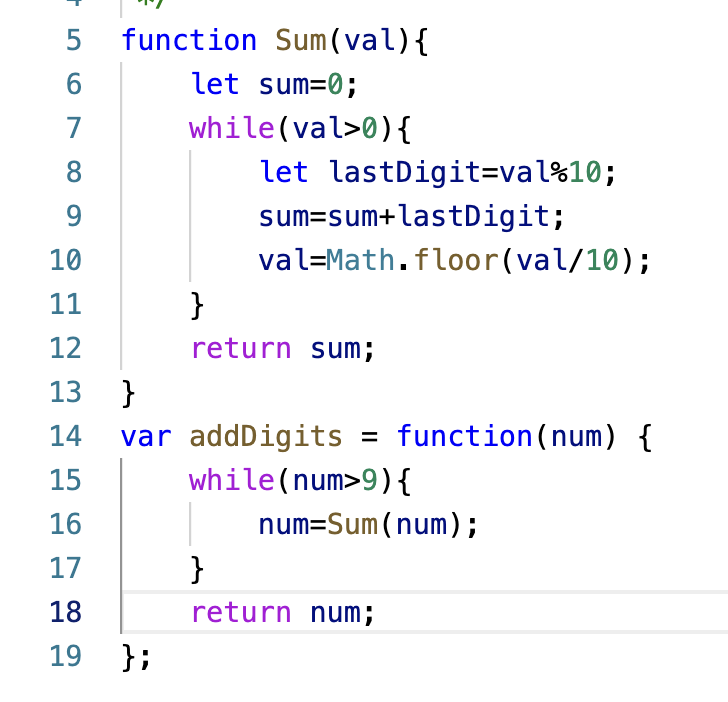 4 */
5 function Sum(val){
6 let sum=0;
7 while(val>0){
8 let lastDigit=val%10;
9 sum=sum+lastDigit;
10 val=Math.floor(val/10);
11 }
12 return sum;
13 }
14 var addDigits = function(num) {
15 while(num>9){
16 num=Sum(num);
17 }
18 return num;
19 };